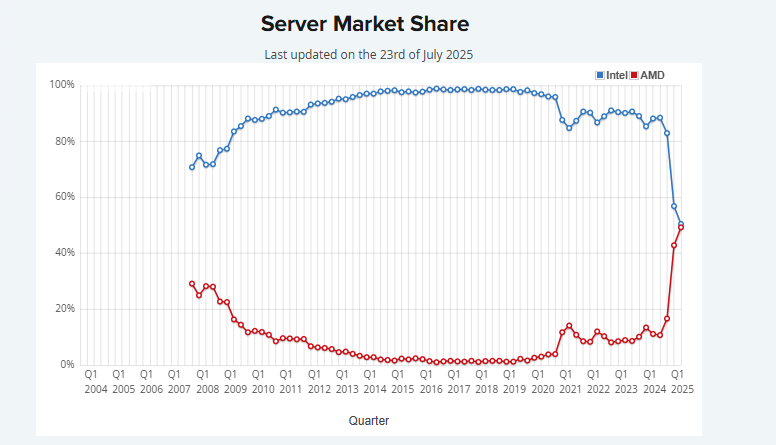 Server Market Share
Last updated on the 23rd of July 2025
Intel AMD
100%
80%
60%
40%
20%
0%
Q1 Q1 Q1 Q1 Q1 Q1 Q1 Q1 Q1 Q1 Q1 Q1 Q1 Q1 Q1 Q1 Q1 Q1 Q1 Q1 Q1 Q1
2004 2005 2006 2007 2008 2009 2010 2011 2012 2013 2014 2015 2016 2017 2018 2019 2020 2021 2022 2023 2024 2025
Quarter